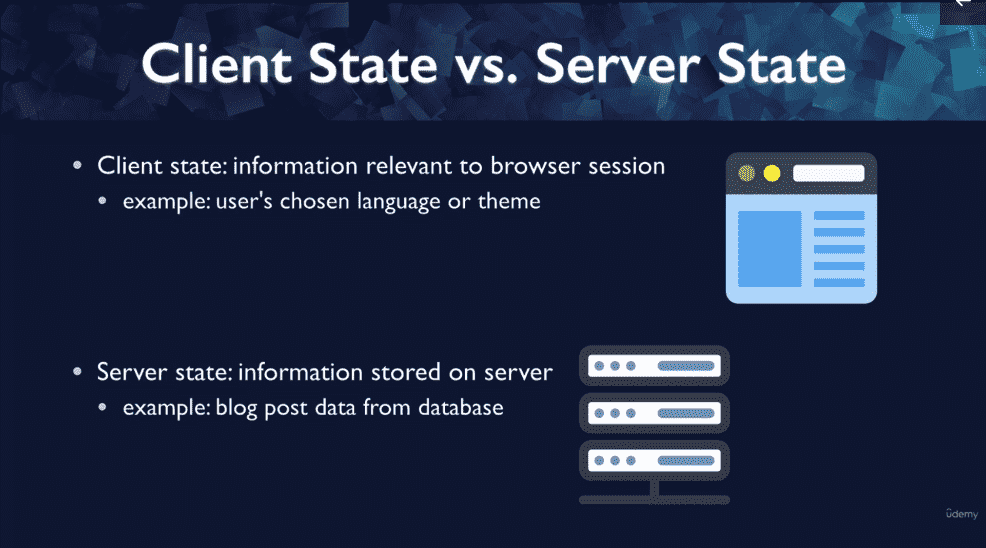 Client State vs. Server State
• Client state: information relevant to browser session
• example: user's chosen language or theme
• Server state: information stored on server
• example: blog post data from database
ûdemy